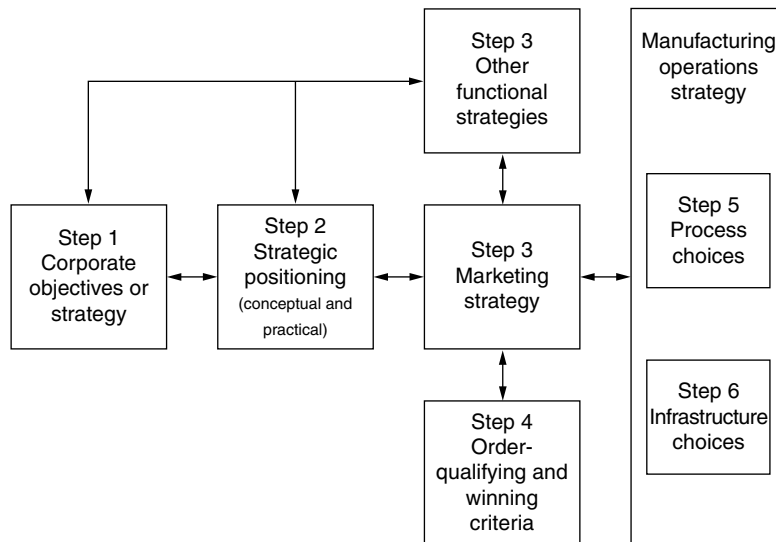 Step 3
Other
functional
strategies
Manufacturing
operations
strategy
Step 1
Corporate
objectives or
strategy
Step 2
Strategic
positioning
(conceptual and
practical)
Step 3
Marketing
strategy
Step 5
Process
choices
Step 4
Order-
qualifying and
winning
criteria
Step 6
Infrastructure
choices